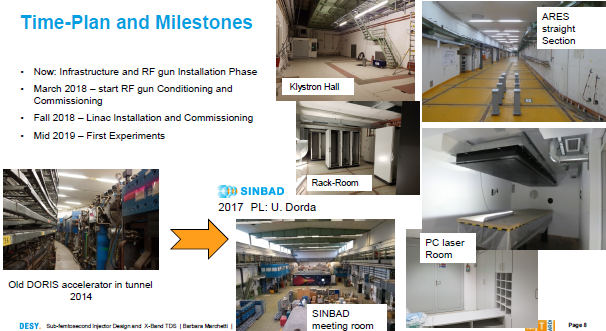 Time-Plan and Milestones
• Now: Infrastructure and RF gun Installation Phase
• March 2018 – start RF gun Conditioning and
Commissioning
• Fall 2018 – Linac Installation and Commissioning
• Mid 2019 – First Experiments
Klystron Hall
ARES
straight
Section
Rack-Room
SINBAD
2017 PL: U. Dorda
PC laser
Room
Old DORIS accelerator in tunnel
2014
SINBAD
meeting room
DESY. Sub-femtosecond Injector Design and X-Band TDS | Barbara Marchetti |
Page 8